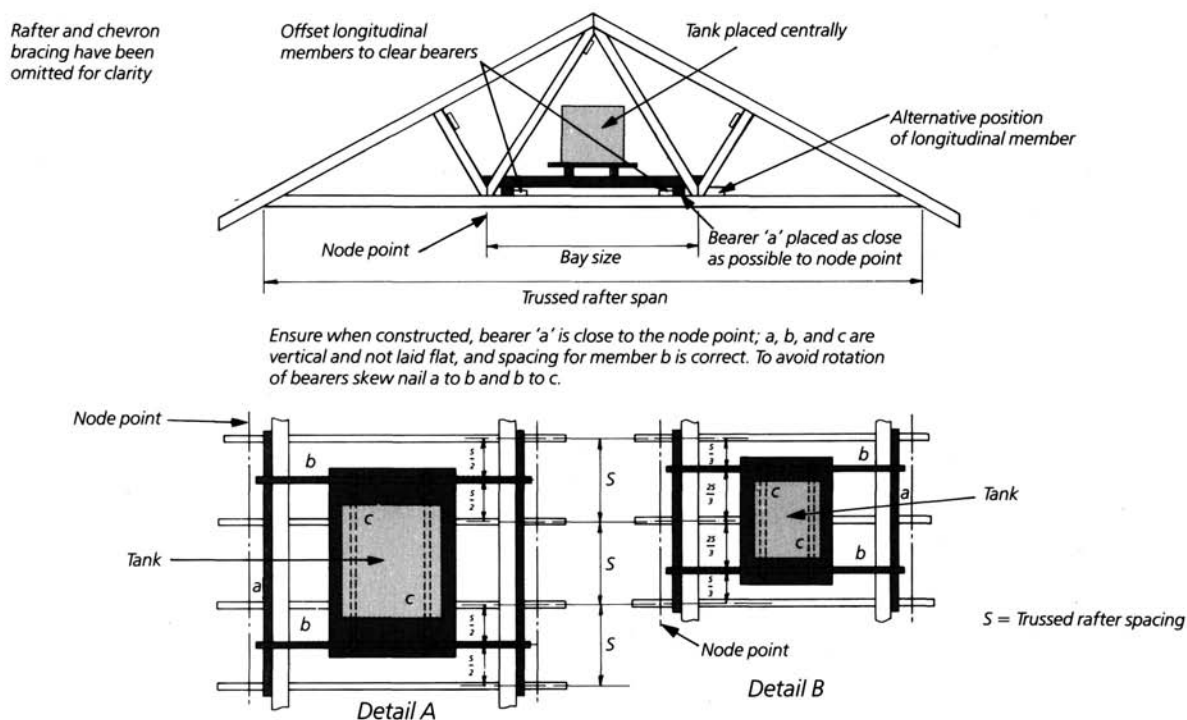 Rafter and chevron
bracing have been
omitted for clarity
Offset longitudinal
members to clear bearers
Tank placed centrally
Alternative position
of longitudinal member
Node point
Bay size
Bearer ‘a’ placed as close
as possible to node point
Trussed rafter span
Ensure when constructed, bearer ‘a’ is close to the node point; a, b, and c are
vertical and not laid flat, and spacing for member b is correct. To avoid rotation
of bearers skew nail a to b and b to c.
Node point
b
S/2
S/2
c
Tank
a
c
b
S/2
S/2
S
S
S
Detail A
S/3
b
2S/3
c
a
Tank
2S/3
c
b
S/3
S = Trussed rafter spacing
Node point
Detail B